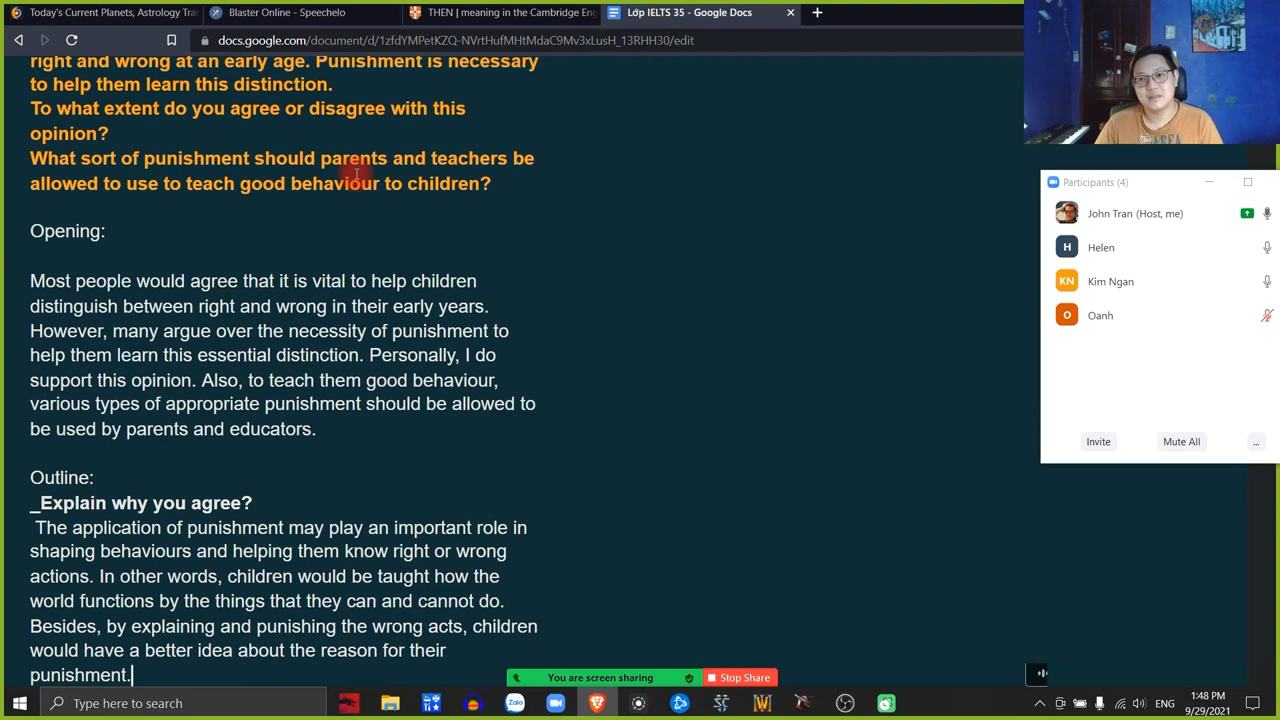 Today's Current Planets, Astrology Tra
Blaster Online - Speechelo
THEN | meaning in the Cambridge En
Lớp IELTS 35 - Google Docs
docs.google.com/document/d/1zfdYMPetKZQ-NVrtHufMHtMdaC9Mv3xLusH_13RHH30/edit
right and wrong at an early age. Punishment is necessary
to help them learn this distinction.
To what extent do you agree or disagree with this
opinion?
What sort of punishment should parents and teachers be
allowed to use to teach good behaviour to children?
Opening:
Most people would agree that it is vital to help children
distinguish between right and wrong in their early years.
However, many argue over the necessity of punishment to
help them learn this essential distinction. Personally, I do
support this opinion. Also, to teach them good behaviour,
various types of appropriate punishment should be allowed to
be used by parents and educators.
Outline:
_Explain why you agree?
The application of punishment may play an important role in
shaping behaviours and helping them know right or wrong
actions. In other words, children would be taught how the
world functions by the things that they can and cannot do.
Besides, by explaining and punishing the wrong acts, children
would have a better idea about the reason for their
punishment.
AREA
Participants (4)
John Tran (Host, me)
H Helen
KN Kim Ngan
O Oanh
Invite
Mute All
...
You are screen sharing
Stop Share
Type here to search
Zalo
ENG
1:48 PM
9/29/2021